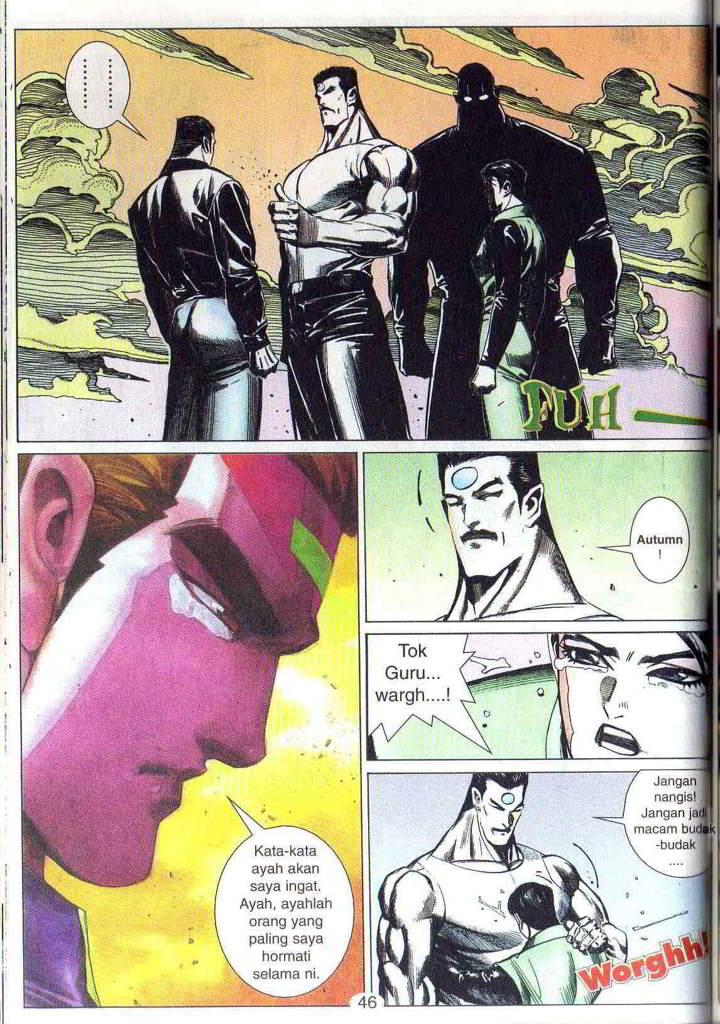 FUH
Kata-kata
ayah akan
saya ingat.
Ayah, ayahlah
orang yang
paling saya
hormati
selama ni.
Autumn
!
Tok
Guru...
wargh....!
Jangan
nangis!
Jangan jadi
macam budak
-budak
....
Worghh!
46